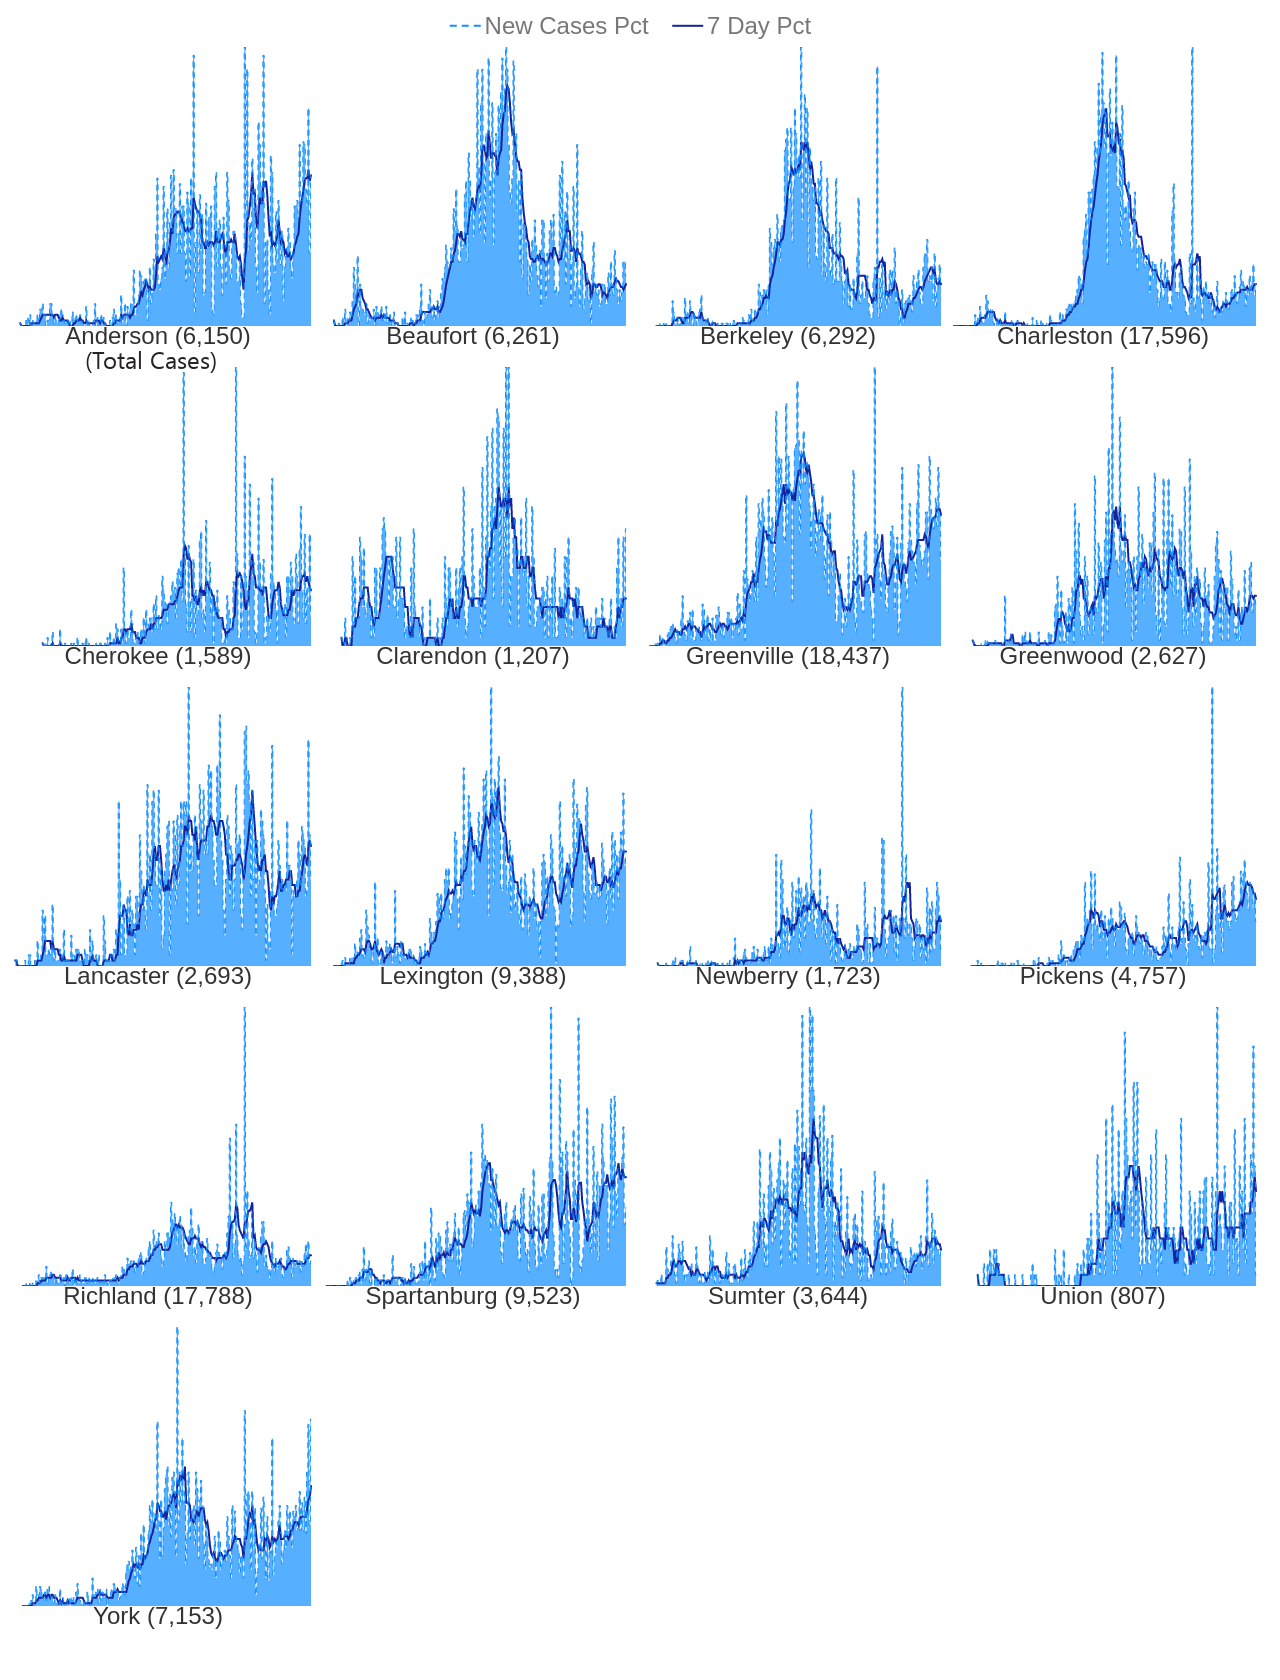 New Cases Pct 7 Day Pct
Anderson (6,150) Beaufort (6,261) Berkeley (6,292) Charleston (17,596)
(Total Cases)
Cherokee (1,589) Clarendon (1,207) Greenville (18,437) Greenwood (2,627)
Lancaster (2,693) Lexington (9,388) Newberry (1,723) Pickens (4,757)
Richland (17,788) Spartanburg (9,523) Sumter (3,644) Union (807)
York (7,153)